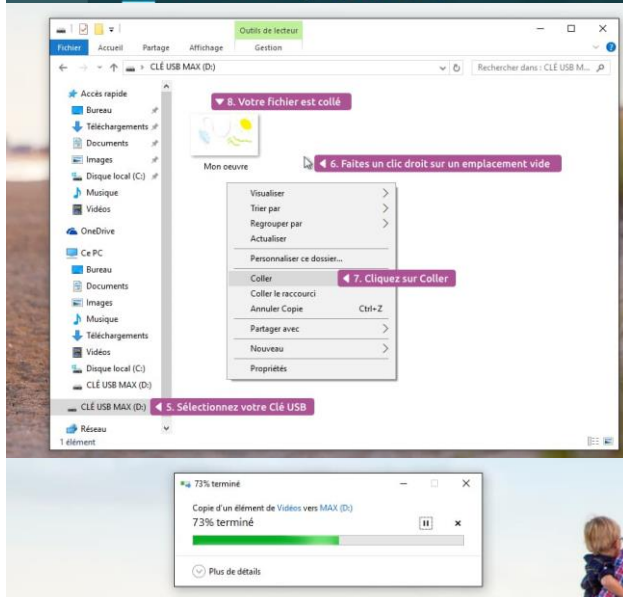 Outils de lecteur
Fichier Accueil Partage Affichage Gestion
CLÉ USB MAX (D:)
Rechercher dans : CLÉ USB M...
Accès rapide
Bureau
Téléchargements
Documents
Images
Disque local (C:)
Musique
Vidéos
OneDrive
Ce PC
Bureau
Documents
Images
Musique
Téléchargements
Vidéos
Disque local (C:)
CLÉ USB MAX (D:)
CLÉ USB MAX (D:)
Réseau
1 élément
8. Votre fichier est collé
Mon oeuvre
6. Faites un clic droit sur un emplacement vide
Visualiser
Trier par
Regrouper par
Actualiser
Personnaliser ce dossier...
Coller
7. Cliquez sur Coller
Coller le raccourci
Annuler Copie Ctrl+Z
Partager avec
Nouveau
Propriétés
5. Sélectionnez votre Clé USB
73% terminé
Copie d'un élément de Vidéos vers MAX (D:)
73% terminé
Plus de détails